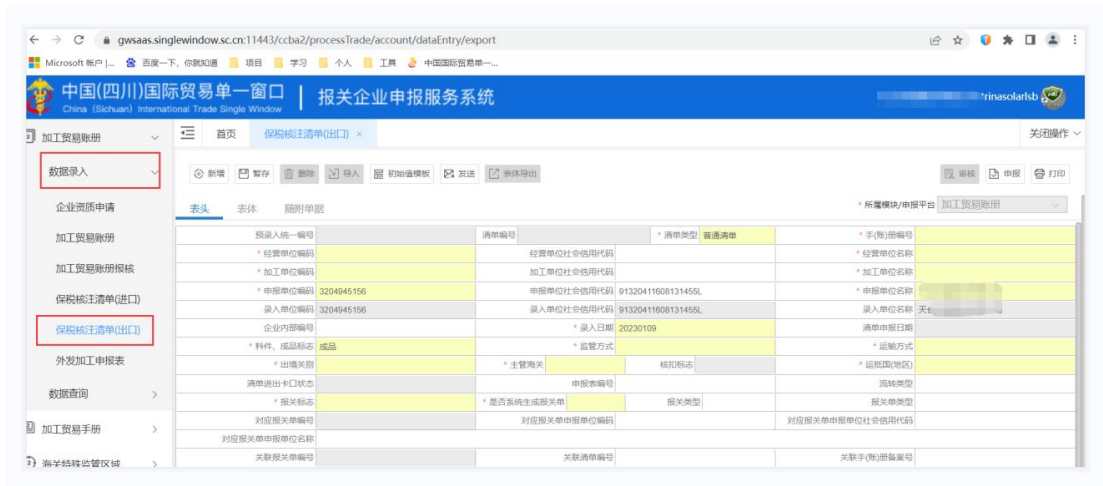 gwsaas.singlewindow.sc.cn:11443/ccba2/processTrade/account/dataEntry/export
Microsoft 帐户 |... 百度一下, 你就知道 项目 学习 个人 工具 中国国际贸易单一...
中国(四川)国际贸易单一窗口 | 报关企业申报服务系统
China (Sichuan) International Trade Single Window
rinasolarlsb
加工贸易账册 首页 保税核注清单(出口) × 关闭操作
数据录入 新增 暂存 删除 导入 初始值模板 发送 表体导出 审核 申报 打印
企业资质申请 表头 表体 随附单据 * 所属模块/申报平台 加工贸易账册
加工贸易账册
加工贸易账册报核
保税核注清单(进口)
保税核注清单(出口)
外发加工申报表
数据查询
加工贸易手册
海关特殊监管区域
预录入统一编号 清单编号 * 清单类型 普通清单 * 手(账)册编号
* 经营单位编码 经营单位社会信用代码 * 经营单位名称
* 加工单位编码 加工单位社会信用代码 * 加工单位名称
* 申报单位编码 3204945156 申报单位社会信用代码 91320411608131455L * 申报单位名称
录入单位编码 3204945156 录入单位社会信用代码 91320411608131455L 录入单位名称 天
企业内部编号 * 录入日期 20230109 清单申报日期
* 料件、成品标志 成品 * 监管方式 * 运输方式
* 出境关别 * 主管海关 核扣标志 * 运抵国(地区)
清单进出卡口状态 申报表编号 流转类型
* 报关标志 * 是否系统生成报关单 报关类型 报关单类型
对应报关单编号 对应报关单申报单位编码 对应报关单申报单位社会信用代码
对应报关单申报单位名称
关联报关单编号 关联清单编号 关联手(账)册备案号